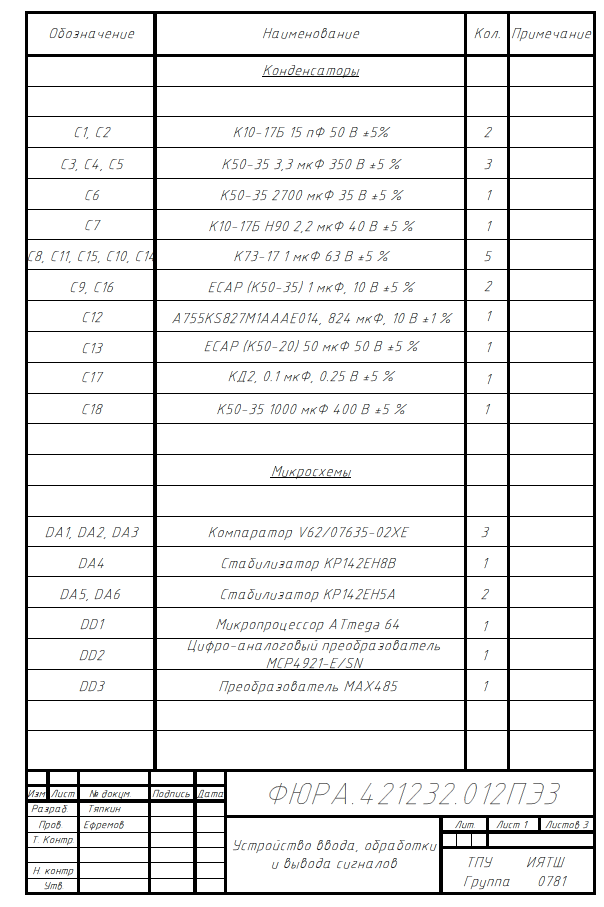 Обозначение Наименование Кол. Примечание
Конденсаторы
C1, C2 К10-17Б 15 пФ 50 В ±5% 2
C3, C4, C5 К50-35 3,3 мкФ 350 В ±5 % 3
C6 К50-35 2700 мкФ 35 В ±5 % 1
C7 К10-17Б Н90 2,2 мкФ 40 В ±5 % 1
C8, C11, C15, C10, C14 К73-17 1 мкФ 63 В ±5 % 5
C9, C16 ECAP (К50-35) 1 мкФ, 10 В ±5 % 2
C12 A755KS827M1AAAE014, 824 мкФ, 10 В ±1 % 1
C13 ECAP (К50-20) 50 мкФ 50 В ±5 % 1
C17 КД2, 0.1 мкФ, 0.25 В ±5 % 1
C18 К50-35 1000 мкФ 400 В ±5 % 1
Микросхемы
DA1, DA2, DA3 Компаратор V62/07635-02XE 3
DA4 Стабилизатор КР142ЕН8В 1
DA5, DA6 Стабилизатор КР142ЕН5А 2
DD1 Микропроцессор ATmega 64 1
DD2 Цифро-аналоговый преобразователь 1
MCP4921-E/SN
DD3 Преобразователь MAX485 1
ФЮРА.421232.012ПЭ3
Изм Лист № докум Подпись Дата
Разраб. Тяпкин
Пров Ефремов
Т. Контр
Н. контр
Утв
Устройство ввода, обработки
и вывода сигналов
Лит Лист 1 Листов 3
ТПУ ИЯТШ
Группа 0781